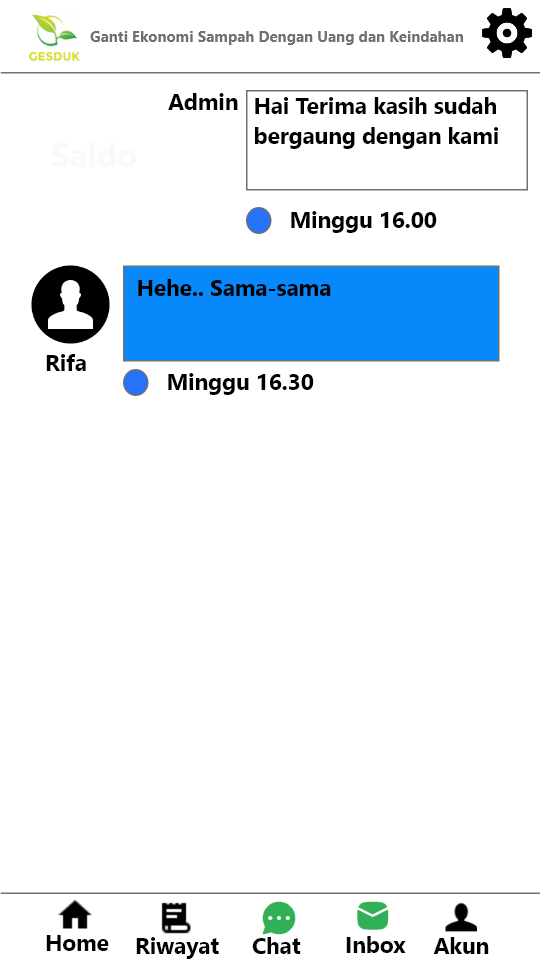 GESDUK
Ganti Ekonomi Sampah Dengan Uang dan Keindahan
Admin
Hai Terima kasih sudah
bergaung dengan kami
Saldo
Minggu 16.00
Hehe.. Sama-sama
Rifa
Minggu 16.30
Home
Riwayat
Chat
Inbox
Akun